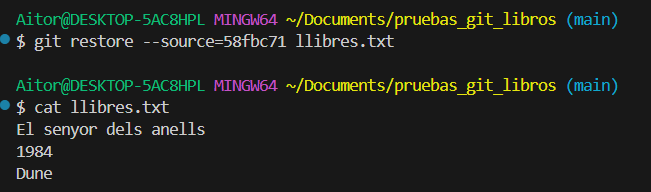 Aitor@DESKTOP-5AC8HPL MINGW64 ~/Documents/pruebas_git_libros (main)
$ git restore --source=58fbc71 llibres.txt
Aitor@DESKTOP-5AC8HPL MINGW64 ~/Documents/pruebas_git_libros (main)
$ cat llibres.txt
El senyor dels anells
1984
Dune